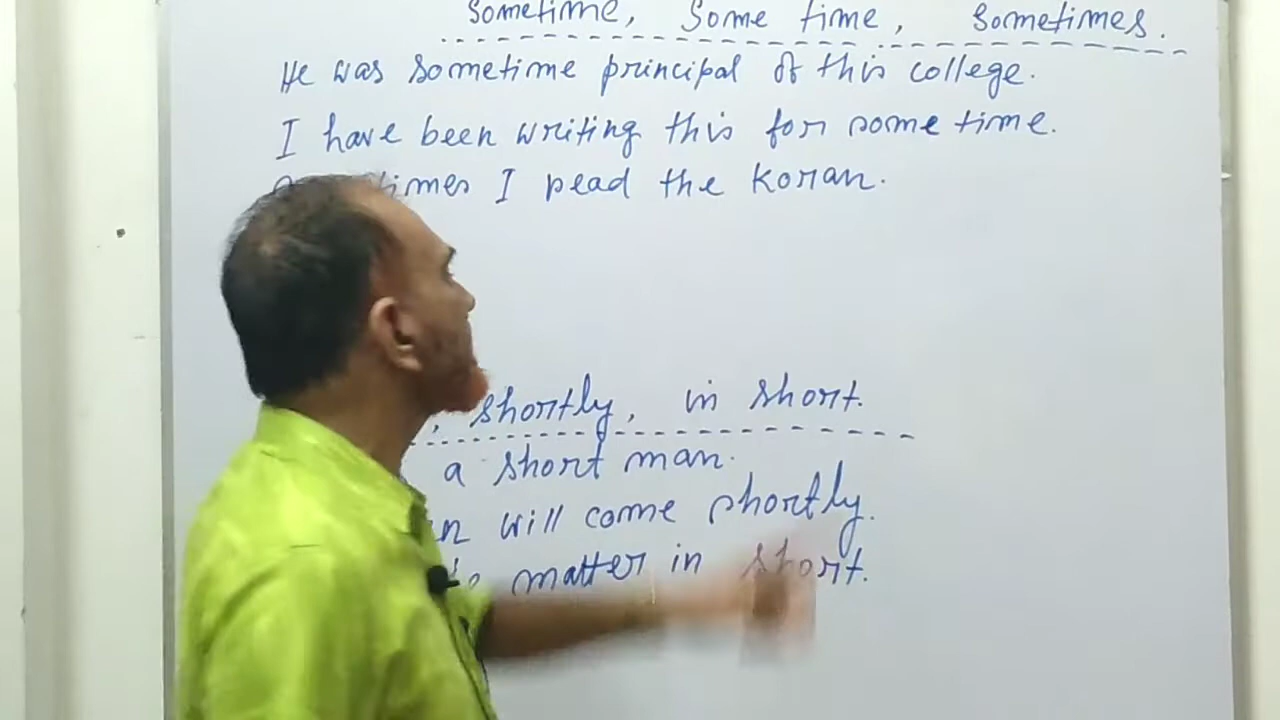 Sometime, Some time, Sometimes.
He was sometime principal of this college.
I have been writing this for some time.
times I read the Koran.
, shortly, in short.
a short man.
will come shortly.
matter in short.